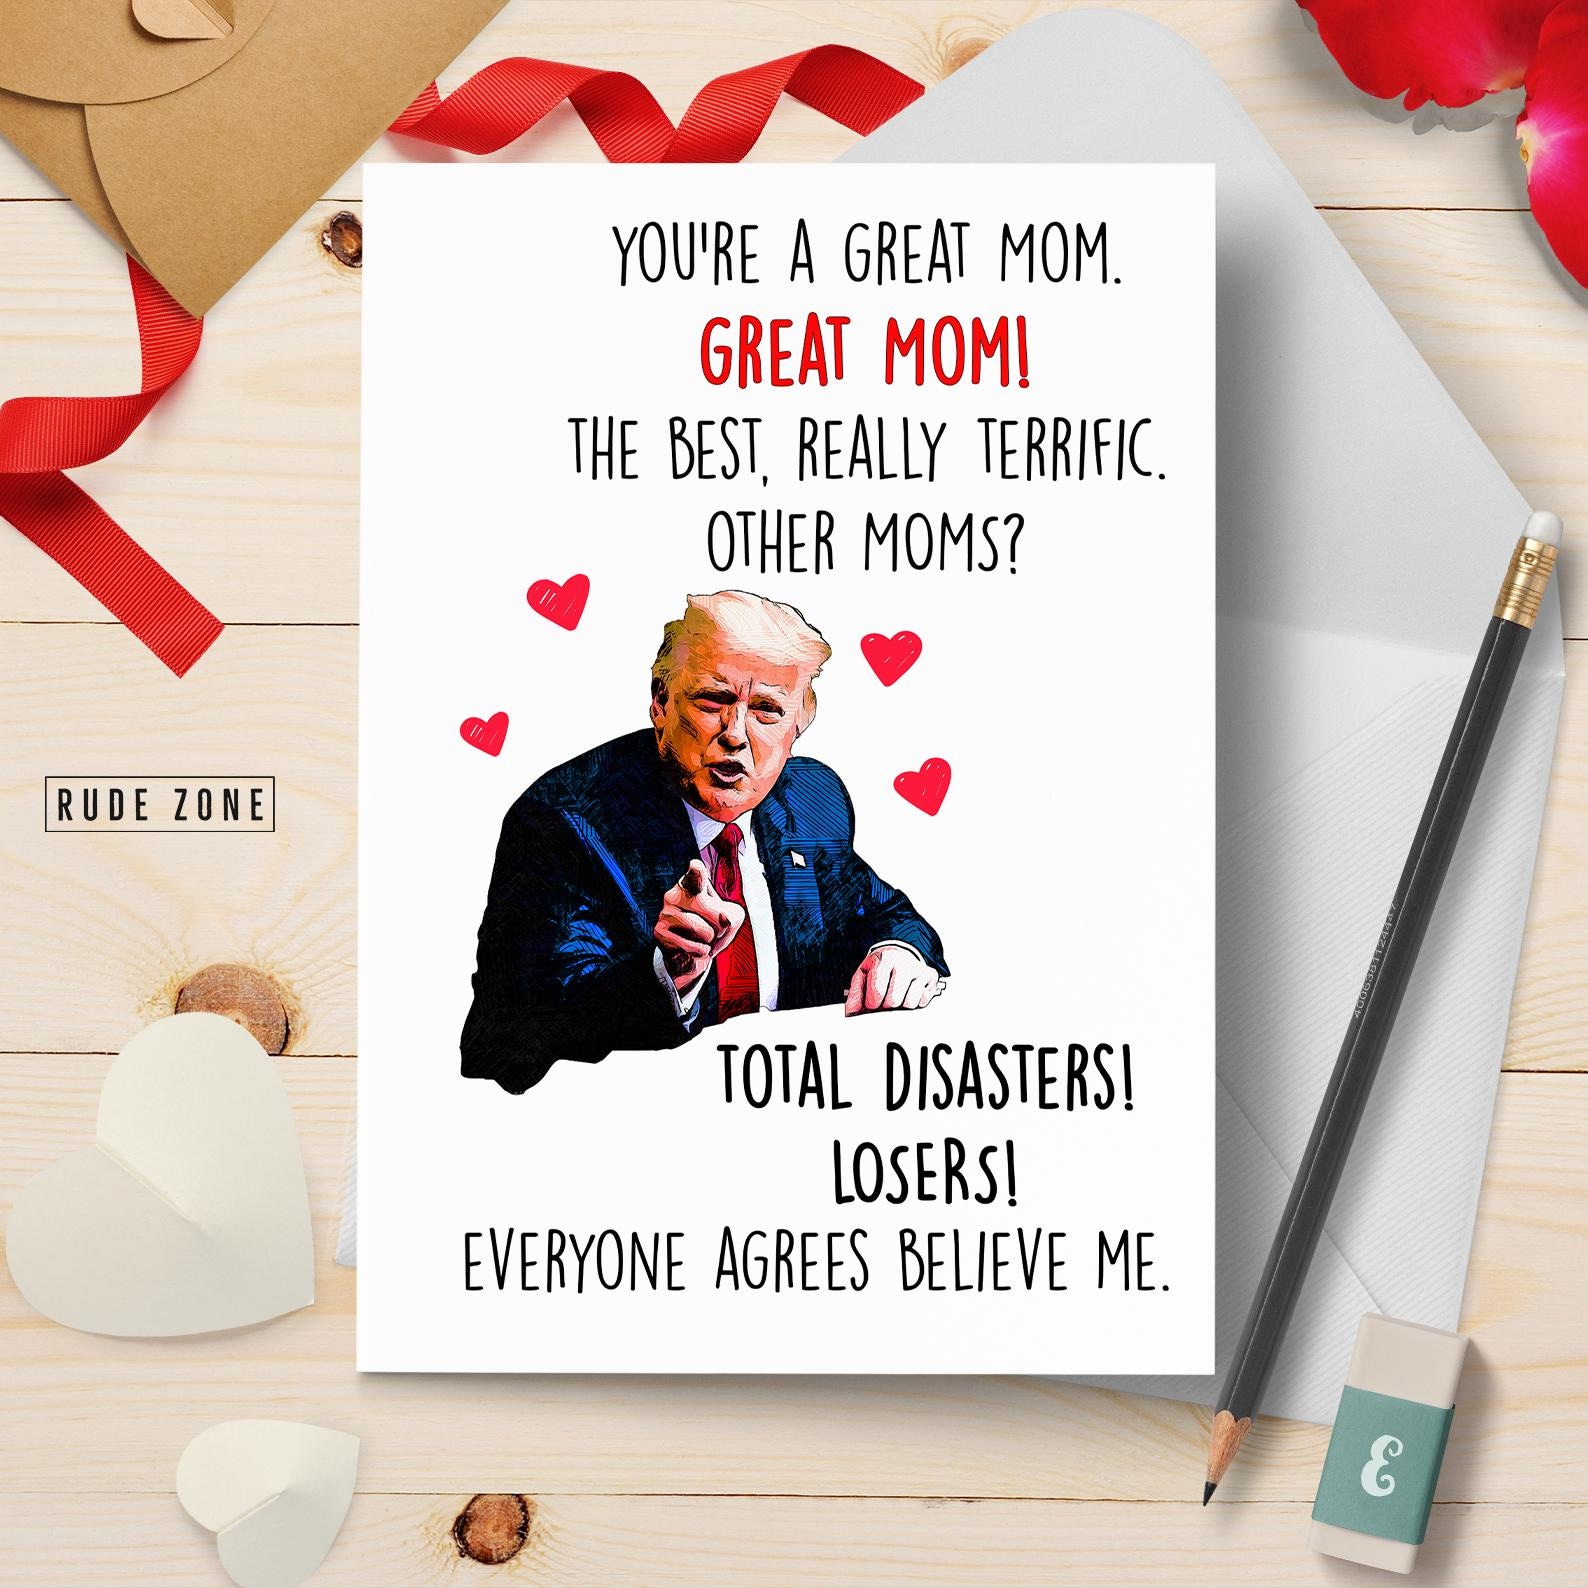 YOU'RE A GREAT MOM.
GREAT MOM!
THE BEST, REALLY TERRIFIC.
OTHER MOMS?
RUDE ZONE
TOTAL DISASTERS!
LOSERS!
EVERYONE AGREES BELIEVE ME.
E